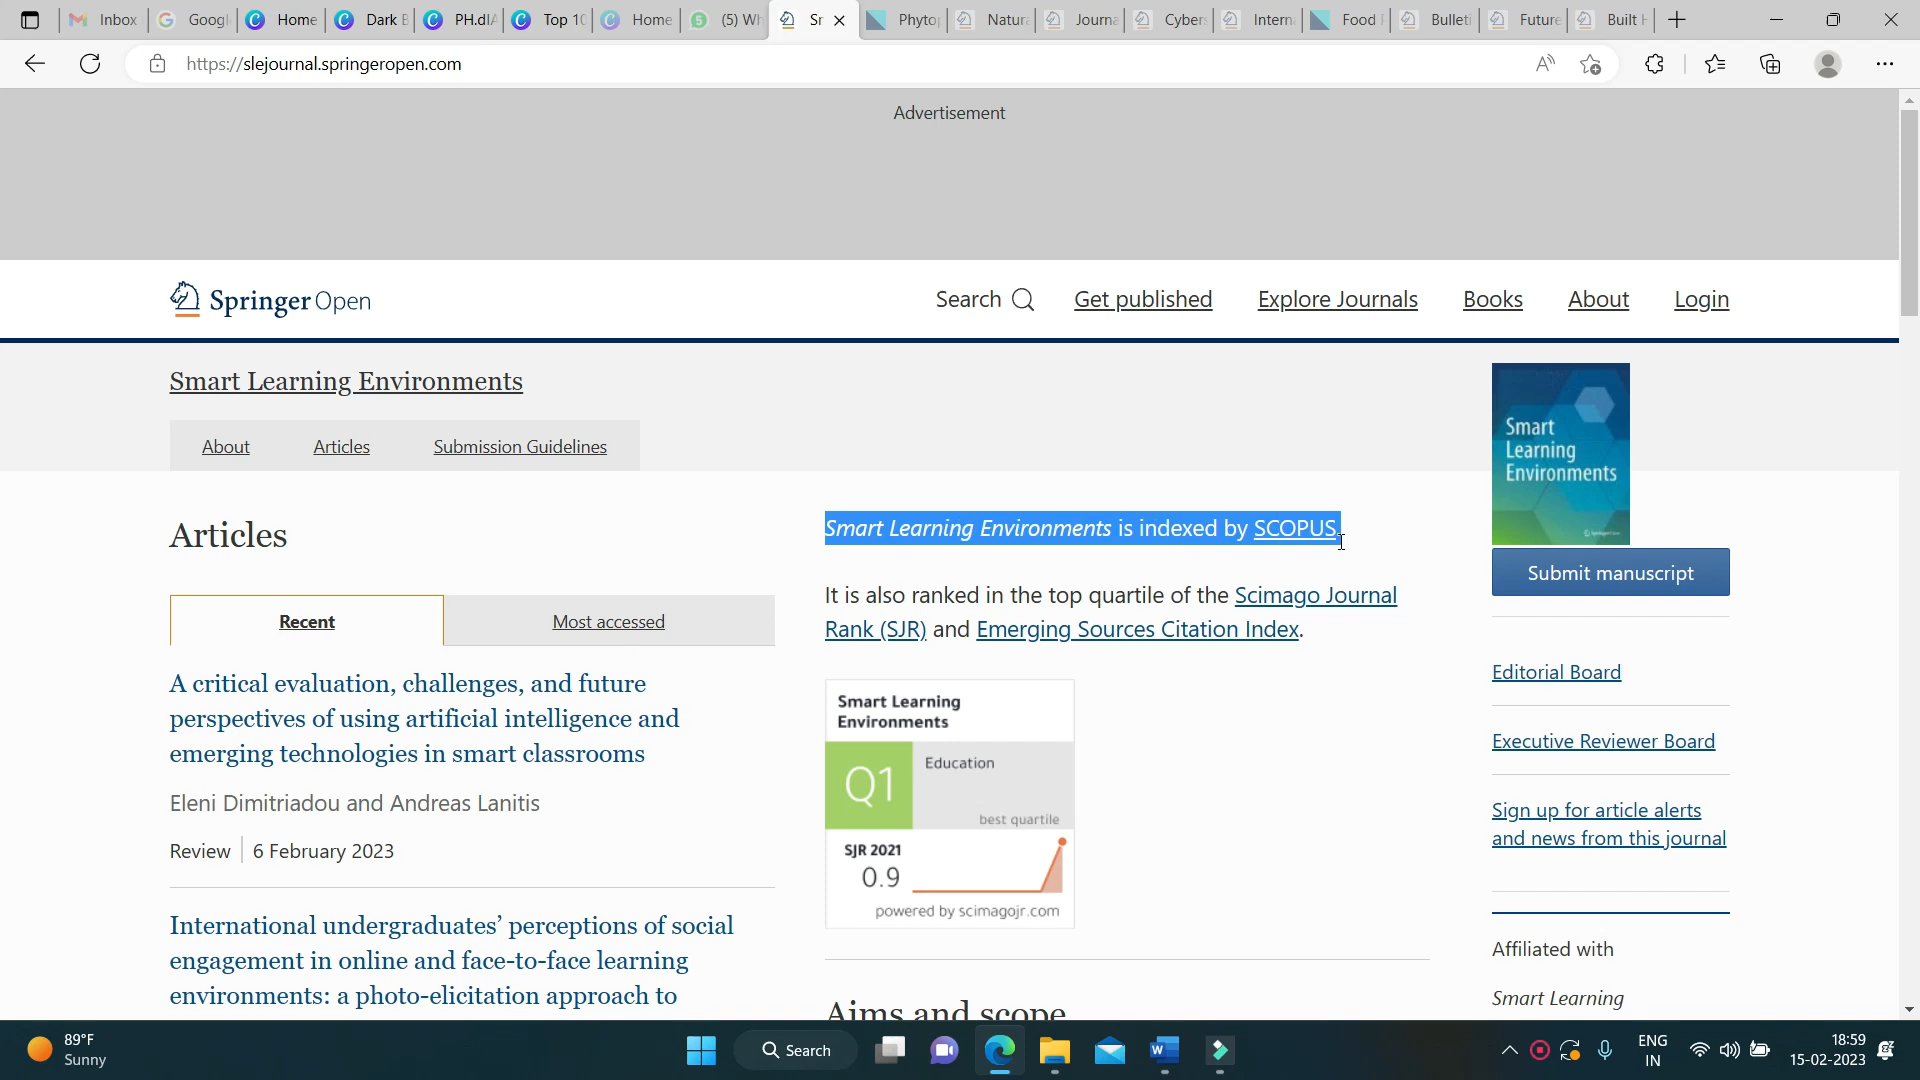 Inbox
Googl
Home
Dark B
PH.dIA
Top 10
Home
(5) Wh
Sr
Phytop
Natura
Journa
Cybers
Intern
Food
Bulleti
Future
Built H
https://slejournal.springeropen.com
Advertisement
Springer Open
Search
Get published
Explore Journals
Books
About
Login
Smart Learning Environments
About
Articles
Submission Guidelines
Smart
Learning
Environments
Submit manuscript
Editorial Board
Executive Reviewer Board
Sign up for article alerts
and news from this journal
Affiliated with
Smart Learning
Articles
Recent
Most accessed
A critical evaluation, challenges, and future
perspectives of using artificial intelligence and
emerging technologies in smart classrooms
Eleni Dimitriadou and Andreas Lanitis
Review
6 February 2023
International undergraduates’ perceptions of social
engagement in online and face-to-face learning
environments: a photo-elicitation approach to
Smart Learning Environments is indexed by SCOPUS.
It is also ranked in the top quartile of the Scimago Journal
Rank (SJR) and Emerging Sources Citation Index.
Smart Learning
Environments
Q1
Education
best quartile
SJR 2021
0.9
powered by scimagojr.com
Aims and scope
89°F
Sunny
Search
ENG
IN
18:59
15-02-2023